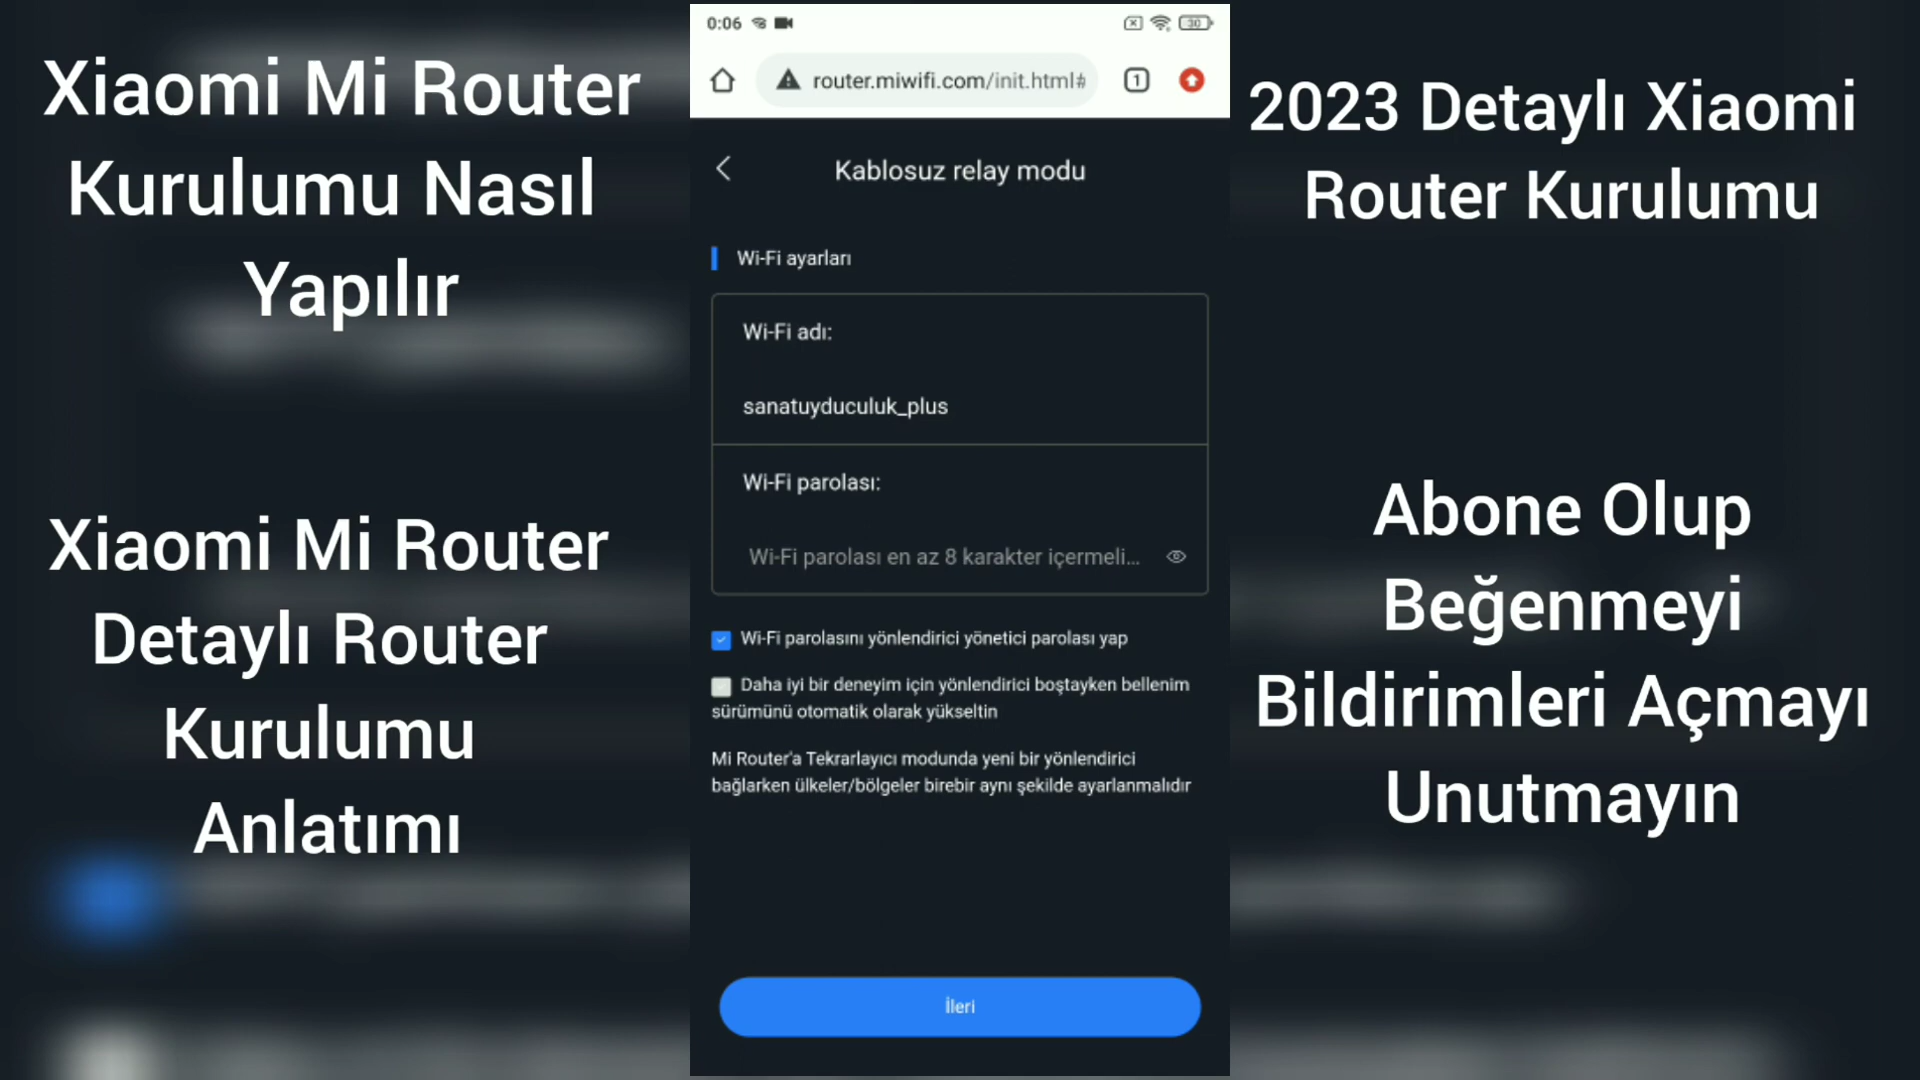 Xiaomi Mi Router
Kurulumu Nasıl
Yapılır
Xiaomi Mi Router
Detaylı Router
Kurulumu
Anlatımı
0:06
30
router.miwifi.com/init.html#
1
Kablosuz relay modu
Wi-Fi ayarları
Wi-Fi adı:
sanatuyduculuk_plus
Wi-Fi parolası:
Wi-Fi parolası en az 8 karakter içermeli...
Wi-Fi parolasını yönlendirici yönetici parolası yap
Daha iyi bir deneyim için yönlendirici boştayken bellenim
sürümünü otomatik olarak yükseltin
Mi Router'a Tekrarlayıcı modunda yeni bir yönlendirici
bağlarken ülkeler/bölgeler birebir aynı şekilde ayarlanmalıdır
İleri
2023 Detaylı Xiaomi
Router Kurulumu
Abone Olup
Beğenmeyi
Bildirimleri Açmayı
Unutmayın